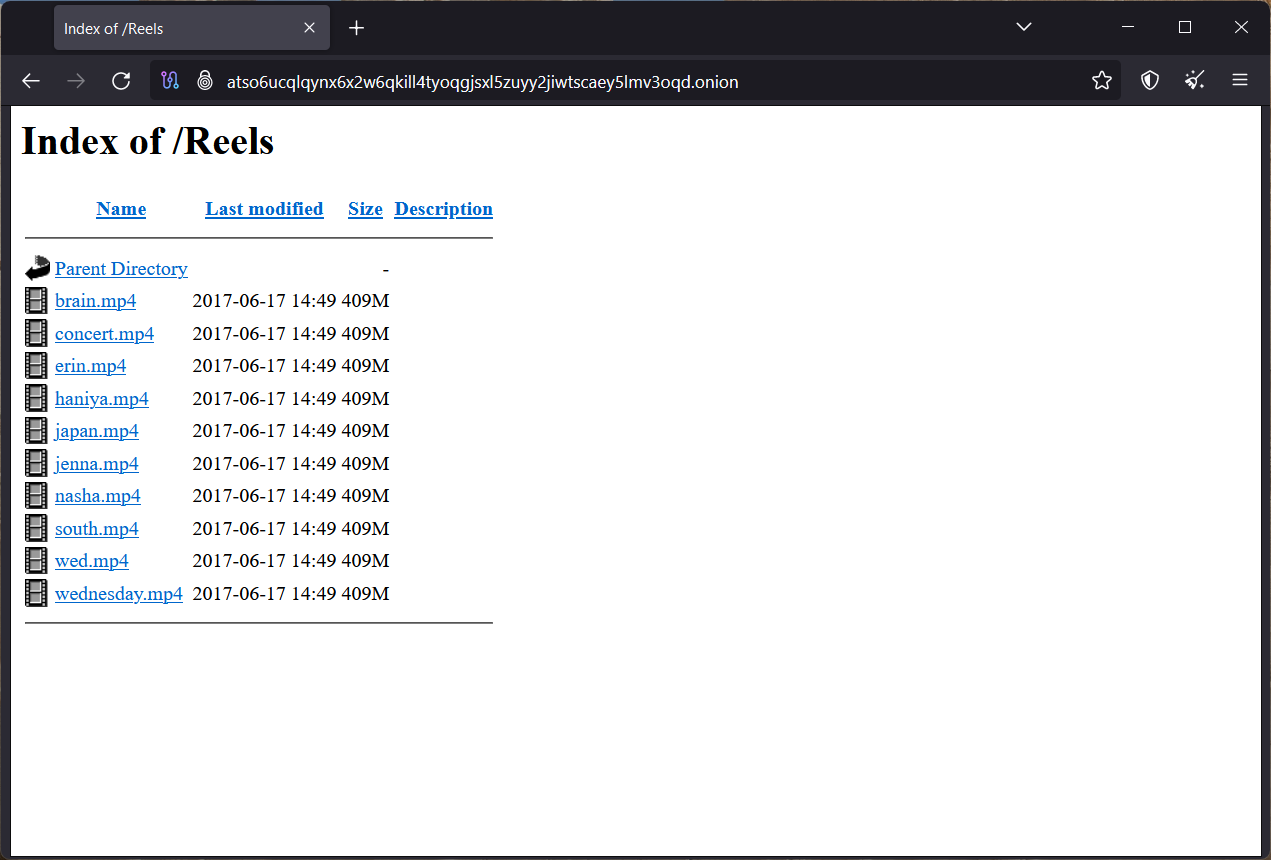 Index of /Reels
atso6ucqlqynx6x2w6qkill4tyoqgjsxl5zuyy2jiwtscaey5lmv3oqd.onion
Index of /Reels
Name Last modified Size Description
Parent Directory -
brain.mp4 2017-06-17 14:49 409M
concert.mp4 2017-06-17 14:49 409M
erin.mp4 2017-06-17 14:49 409M
haniya.mp4 2017-06-17 14:49 409M
japan.mp4 2017-06-17 14:49 409M
jenna.mp4 2017-06-17 14:49 409M
nasha.mp4 2017-06-17 14:49 409M
south.mp4 2017-06-17 14:49 409M
wed.mp4 2017-06-17 14:49 409M
wednesday.mp4 2017-06-17 14:49 409M